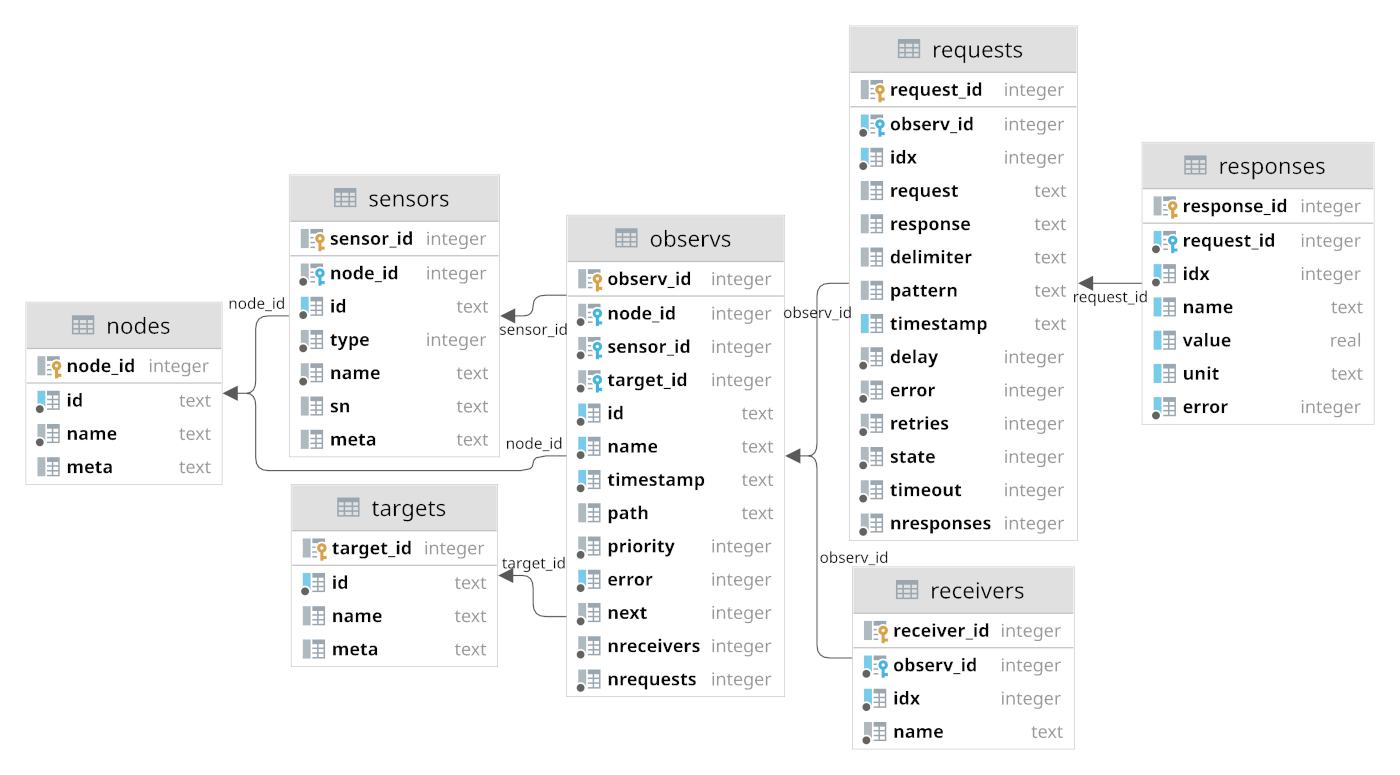 nodes
node_id integer
id text
name text
meta text
node_id
sensors
sensor_id integer
node_id integer
id text
type integer
name text
sn text
meta text
targets
target_id integer
id text
name text
meta text
sensor_id
node_id
target_id
observs
observ_id integer
node_id integer
sensor_id integer
target_id integer
id text
name text
timestamp text
path text
priority integer
error integer
next integer
nreceivers integer
nrequests integer
observ_id
observ_id
requests
request_id integer
observ_id integer
idx integer
request text
response text
delimiter text
pattern text
timestamp text
delay integer
error integer
retries integer
state integer
timeout integer
nresponses integer
receivers
receiver_id integer
observ_id integer
idx integer
name text
request_id
responses
response_id integer
request_id integer
idx integer
name text
value real
unit text
error integer